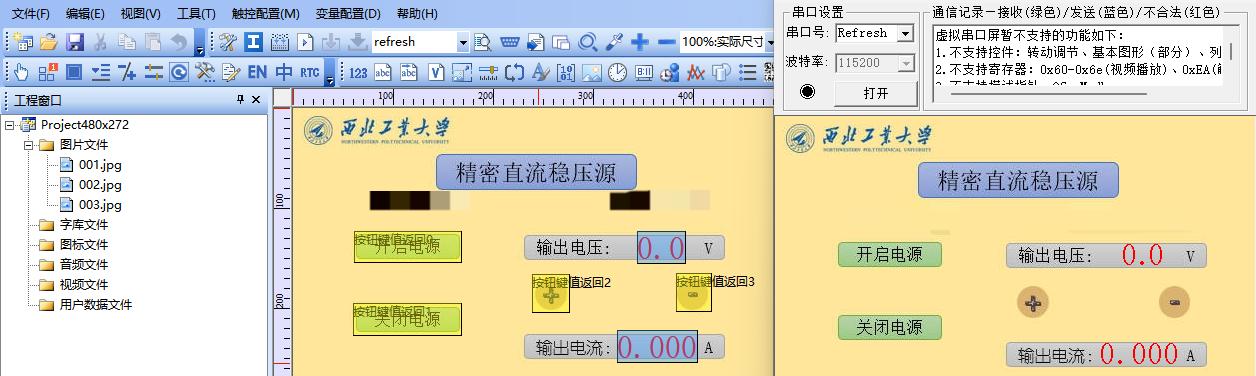 文件(F) 编辑(E) 视图(V) 工具(T) 触控配置(M) 变量配置(D) 帮助(H)
refresh
100%:实际尺寸
EN 中 RTC
123 abc abc V
工程窗口
Project480x272
图片文件
001.jpg
002.jpg
003.jpg
字库文件
图标文件
音频文件
视频文件
用户数据文件
100 200 300 400
100
200
西北工业大学
NORTHWESTERN POLYTECHNICAL UNIVERSITY
精密直流稳压源
按钮键值返回0
开启电源
输出电压: 0.0 V
按钮键值返回2
+
按钮键值返回3
-
按钮键值返回1
关闭电源
输出电流: 0.000 A
串口设置
串口号: Refresh
波特率: 115200
打开
通信记录—接收(绿色)/发送(蓝色)/不合法(红色)
虚拟串口屏暂不支持的功能如下:
1.不支持控件: 转动调节、基本图形(部分)、列
2.不支持寄存器: 0x60-0x6e(视频播放)、0xEA(
西北工业大学
NORTHWESTERN POLYTECHNICAL UNIVERSITY
精密直流稳压源
开启电源
输出电压: 0.0 V
+
-
关闭电源
输出电流: 0.000 A